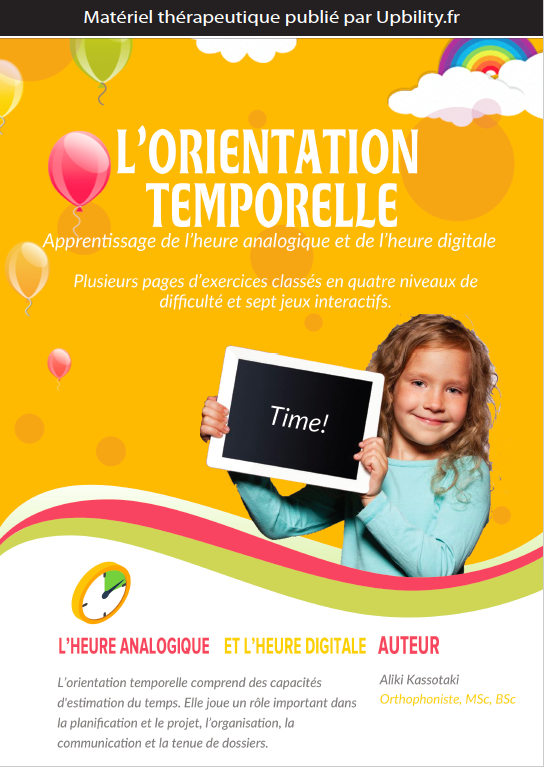 Matériel thérapeutique publié par Upbility.fr
L'ORIENTATION
TEMPORELLE
Apprentissage de l'heure analogique et de l'heure digitale
Plusieurs pages d'exercices classés en quatre niveaux de
difficulté et sept jeux interactifs.
Time!
L'HEURE ANALOGIQUE ET L'HEURE DIGITALE
L'orientation temporelle comprend des capacités
d'estimation du temps. Elle joue un rôle important dans
la planification et le projet, l'organisation, la
communication et la tenue de dossiers.
AUTEUR
Aliki Kassotaki
Orthophoniste, MSc, BSc